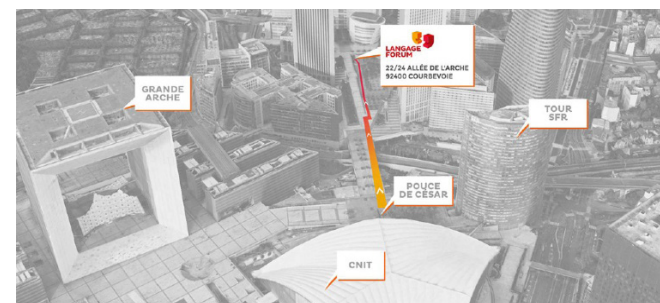 LANGAGE
FORUM
22/24 ALLÉE DE L'ARCHE
92400 COURBEVOIE
GRANDE
ARCHE
TOUR
SFR
POUCE
DE CÉSAR
CNIT